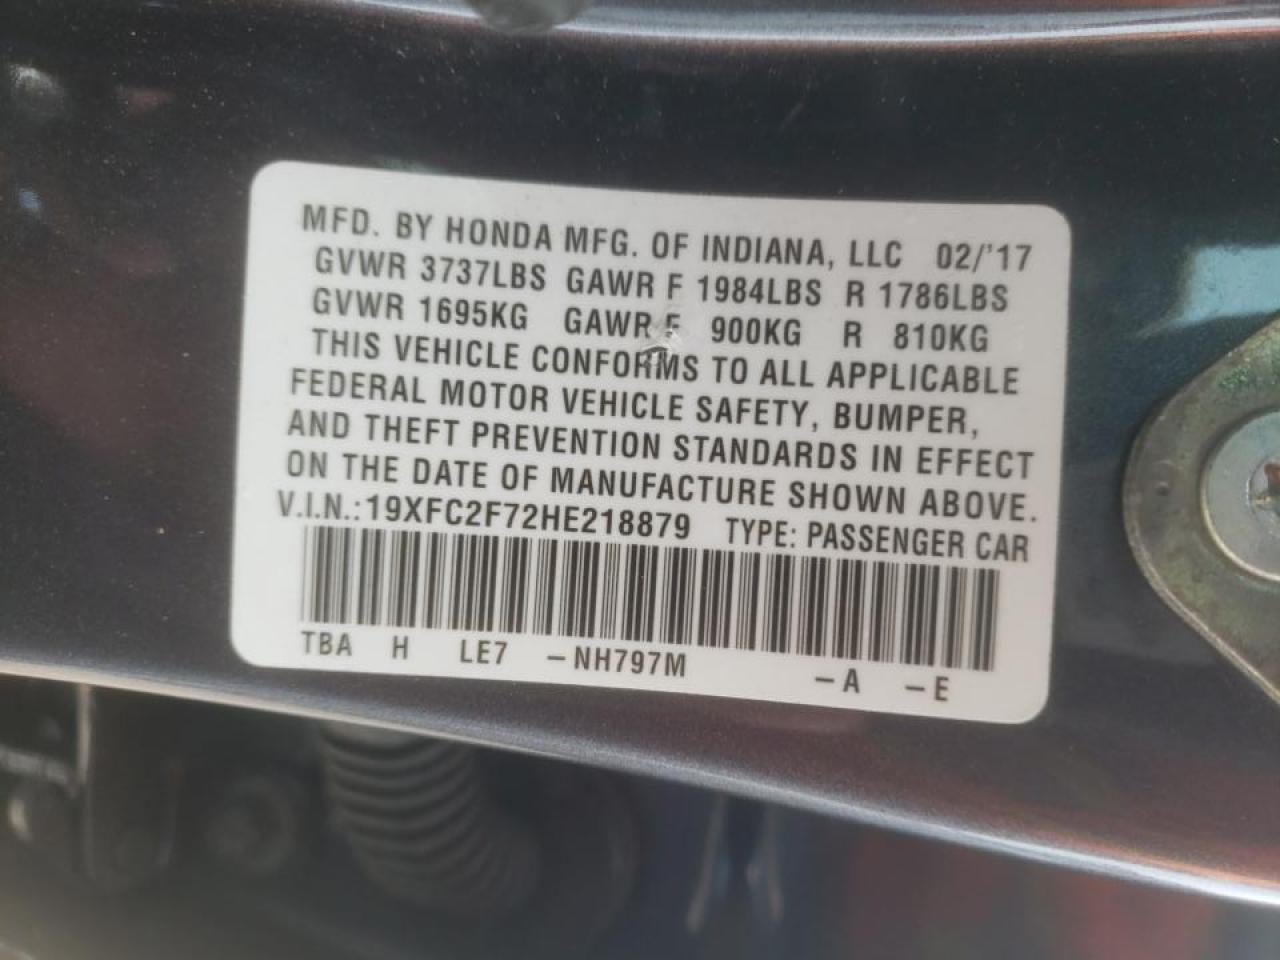 MFD. BY HONDA MFG. OF INDIANA, LLC 02/'17
GVWR 3737LBS GAWR F 1984LBS R 1786LBS
GVWR 1695KG GAWR F 900KG R 810KG
THIS VEHICLE CONFORMS TO ALL APPLICABLE
FEDERAL MOTOR VEHICLE SAFETY, BUMPER,
AND THEFT PREVENTION STANDARDS IN EFFECT
ON THE DATE OF MANUFACTURE SHOWN ABOVE.
V.I.N.:19XFC2F72HE218879 TYPE: PASSENGER CAR
TBA H LE7 –NH797M –A –E